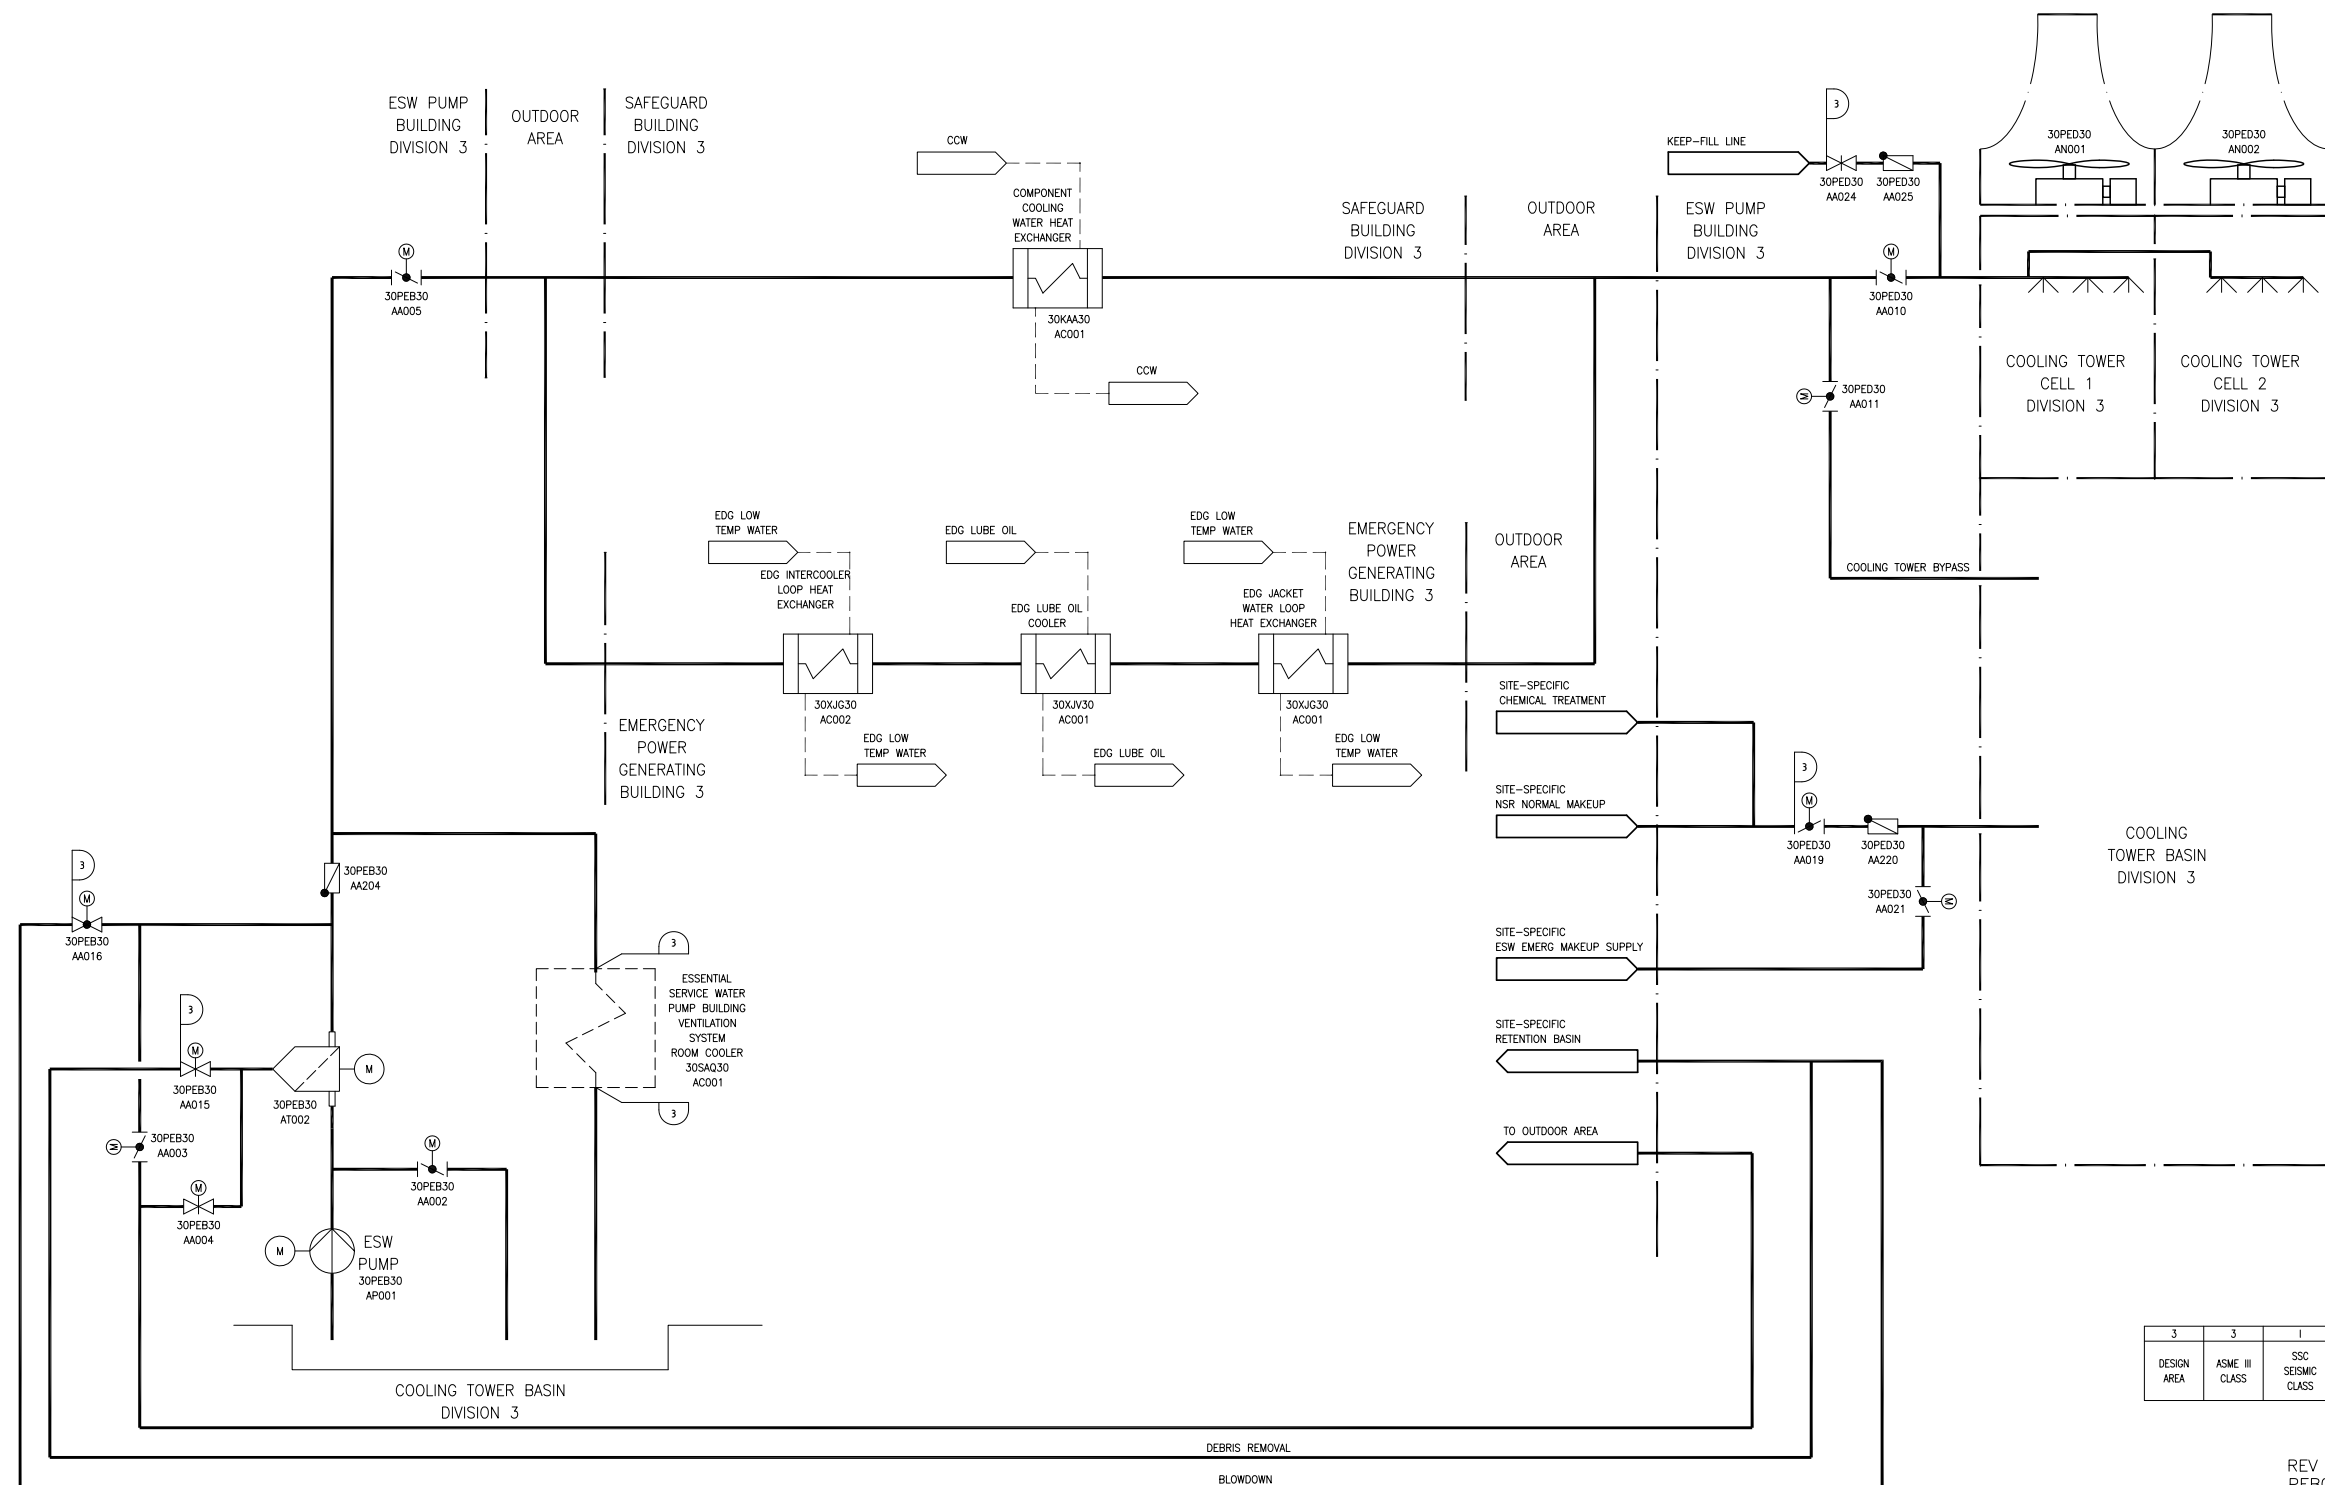 ESW PUMP
BUILDING
DIVISION 3
OUTDOOR
AREA
SAFEGUARD
BUILDING
DIVISION 3
CCW
COMPONENT
COOLING
WATER HEAT
EXCHANGER
30KAA30
AC001
CCW
SAFEGUARD
BUILDING
DIVISION 3
OUTDOOR
AREA
ESW PUMP
BUILDING
DIVISION 3
KEEP-FILL LINE
3
30PED30
AA024
30PED30
AA025
30PED30
AN001
30PED30
AN002
M
30PEB30
AA005
M
30PED30
AA010
M
30PED30
AA011
COOLING TOWER
CELL 1
DIVISION 3
COOLING TOWER
CELL 2
DIVISION 3
COOLING TOWER BYPASS
EDG LOW
TEMP WATER
EDG INTERCOOLER
LOOP HEAT
EXCHANGER
30XJG30
AC002
EDG LOW
TEMP WATER
EDG LUBE OIL
EDG LUBE OIL
COOLER
30XJV30
AC001
EDG LUBE OIL
EDG LOW
TEMP WATER
EDG JACKET
WATER LOOP
HEAT EXCHANGER
30XJG30
AC001
EDG LOW
TEMP WATER
EMERGENCY
POWER
GENERATING
BUILDING 3
OUTDOOR
AREA
EMERGENCY
POWER
GENERATING
BUILDING 3
SITE-SPECIFIC
CHEMICAL TREATMENT
SITE-SPECIFIC
NSR NORMAL MAKEUP
3
M
30PED30
AA019
30PED30
AA220
30PED30
AA021
M
COOLING
TOWER BASIN
DIVISION 3
SITE-SPECIFIC
ESW EMERG MAKEUP SUPPLY
SITE-SPECIFIC
RETENTION BASIN
TO OUTDOOR AREA
30PEB30
AA204
3
M
30PEB30
AA016
3
M
30PEB30
AA015
30PEB30
AT002
M
M
30PEB30
AA003
M
30PEB30
AA004
M
30PEB30
AA002
M
ESW
PUMP
30PEB30
AP001
3
ESSENTIAL
SERVICE WATER
PUMP BUILDING
VENTILATION
SYSTEM
ROOM COOLER
30SAQ30
AC001
3
COOLING TOWER BASIN
DIVISION 3
DEBRIS REMOVAL
BLOWDOWN
3 3 I
DESIGN
AREA
ASME III
CLASS
SSC
SEISMIC
CLASS
REV